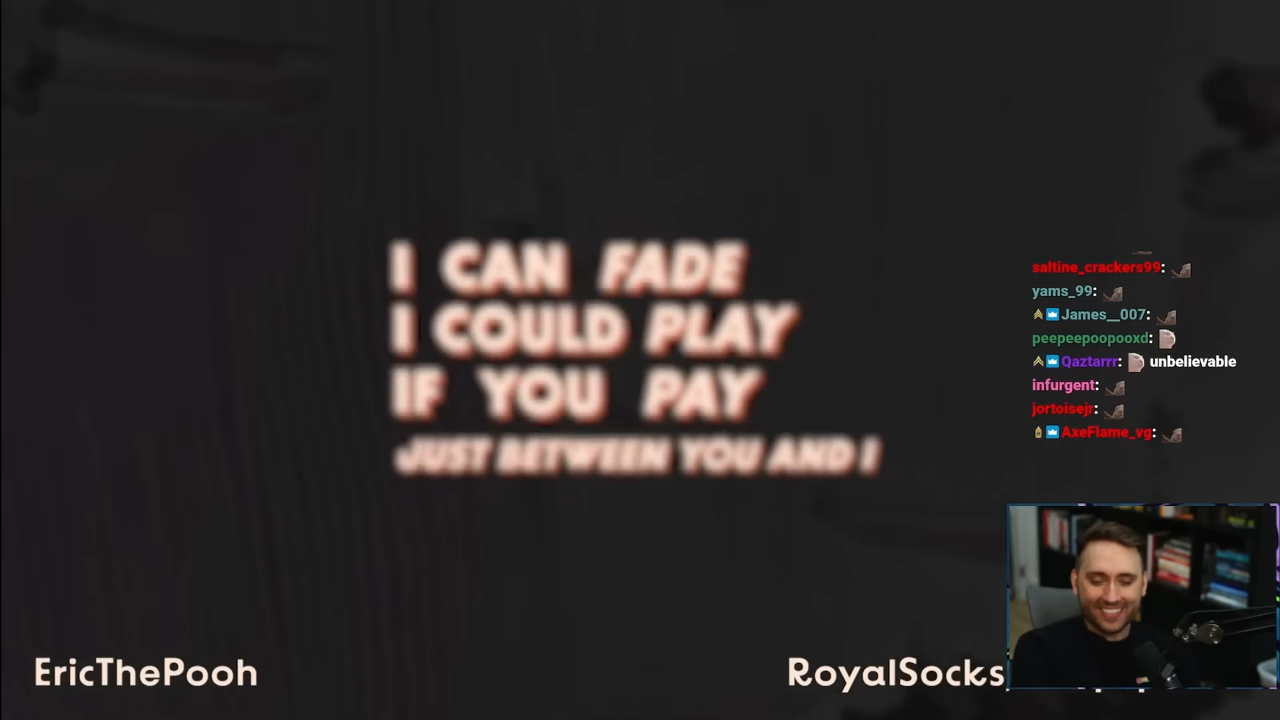 I CAN FADE
I COULD PLAY
IF YOU PAY
JUST BETWEEN YOU AND I
saltine_crackers99:
yams_99:
James__007:
peepeepoopooxd:
Qaztarrr: unbelievable
infurgent:
jortoisejr:
AxeFlame_vg:
EricThePooh
RoyalSocks